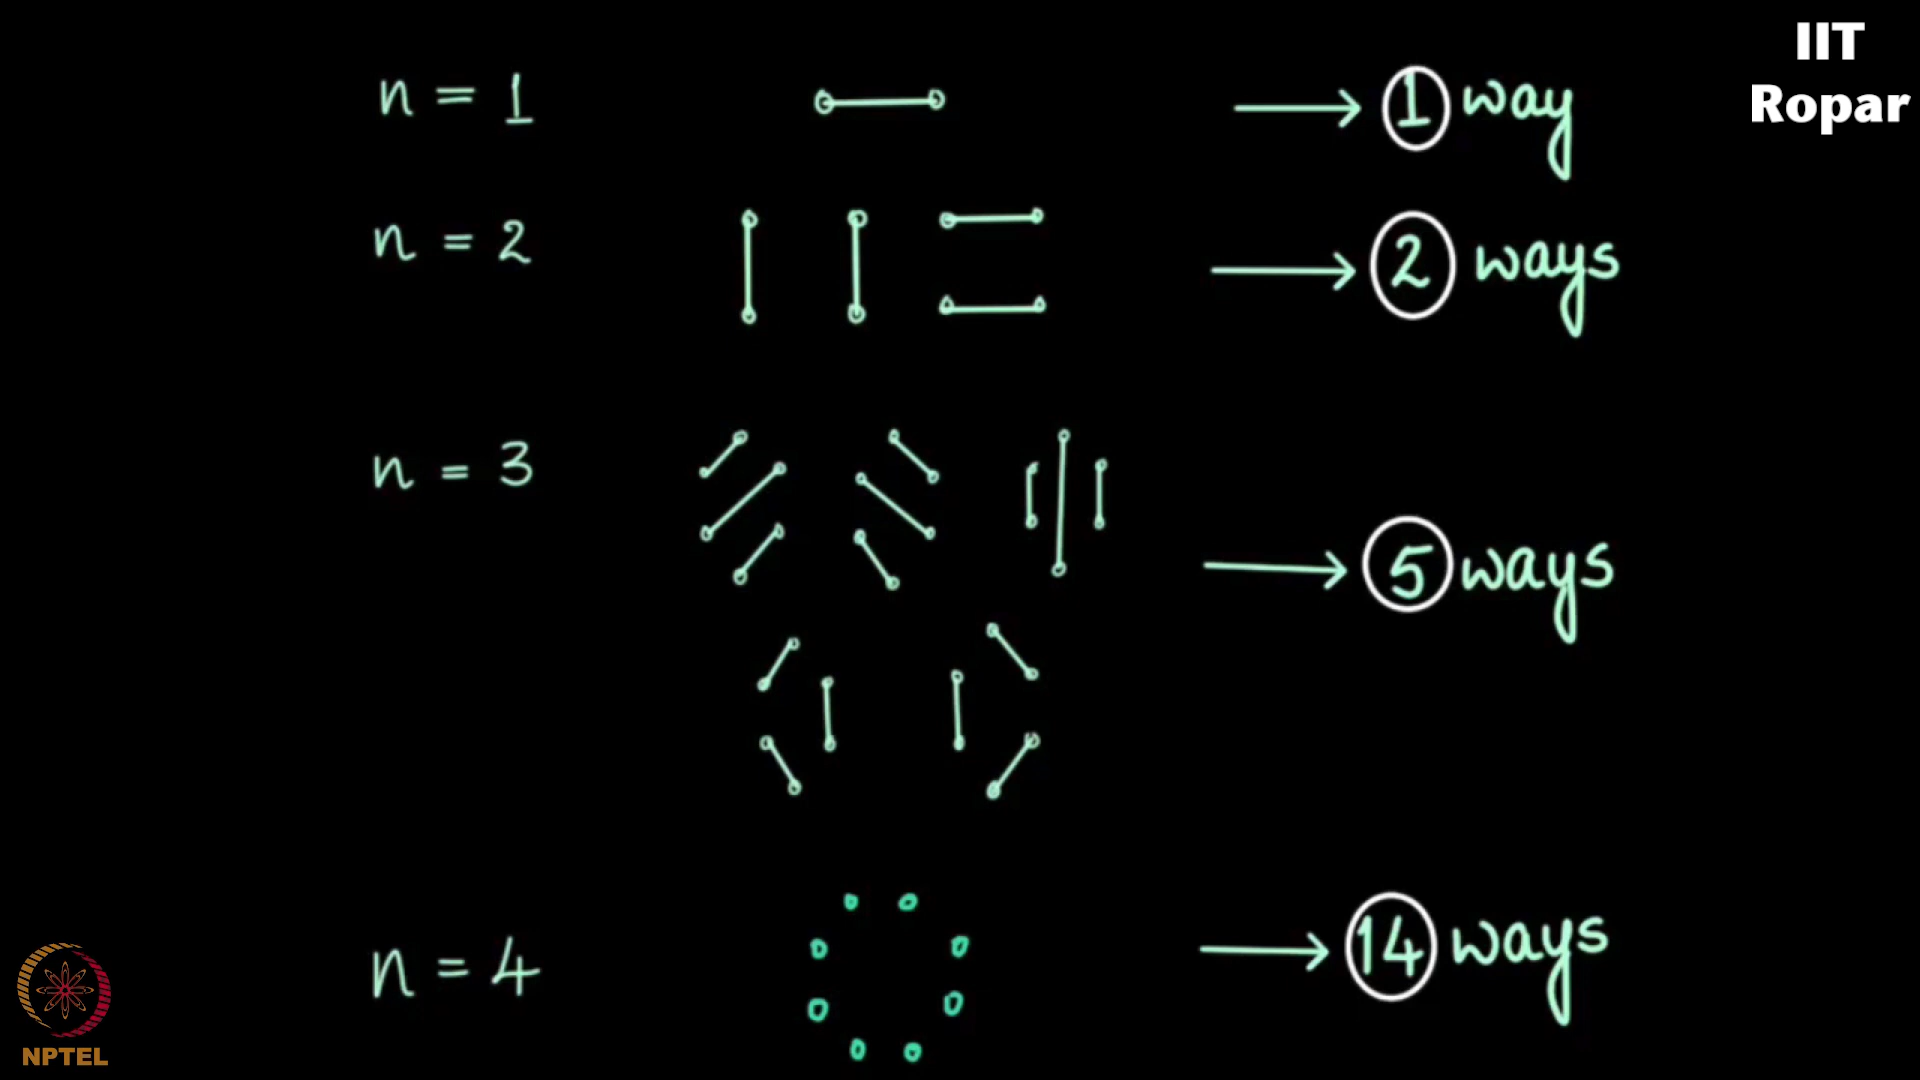 IIT
Ropar
n = 1 → 1 way
n = 2 → 2 ways
n = 3 → 5 ways
n = 4 → 14 ways
NPTEL